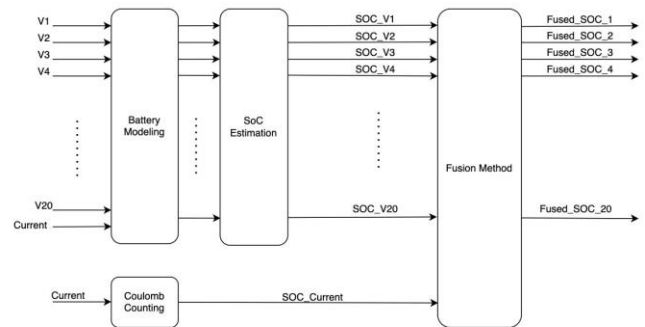 V1
SOC_V1
Fused_SOC_1
V2
SOC_V2
Fused_SOC_2
V3
SOC_V3
Fused_SOC_3
V4
SOC_V4
Fused_SOC_4
Battery
Modeling
SoC
Estimation
Fusion Method
V20
SOC_V20
Fused_SOC_20
Current
Current
Coulomb
Counting
SOC_Current